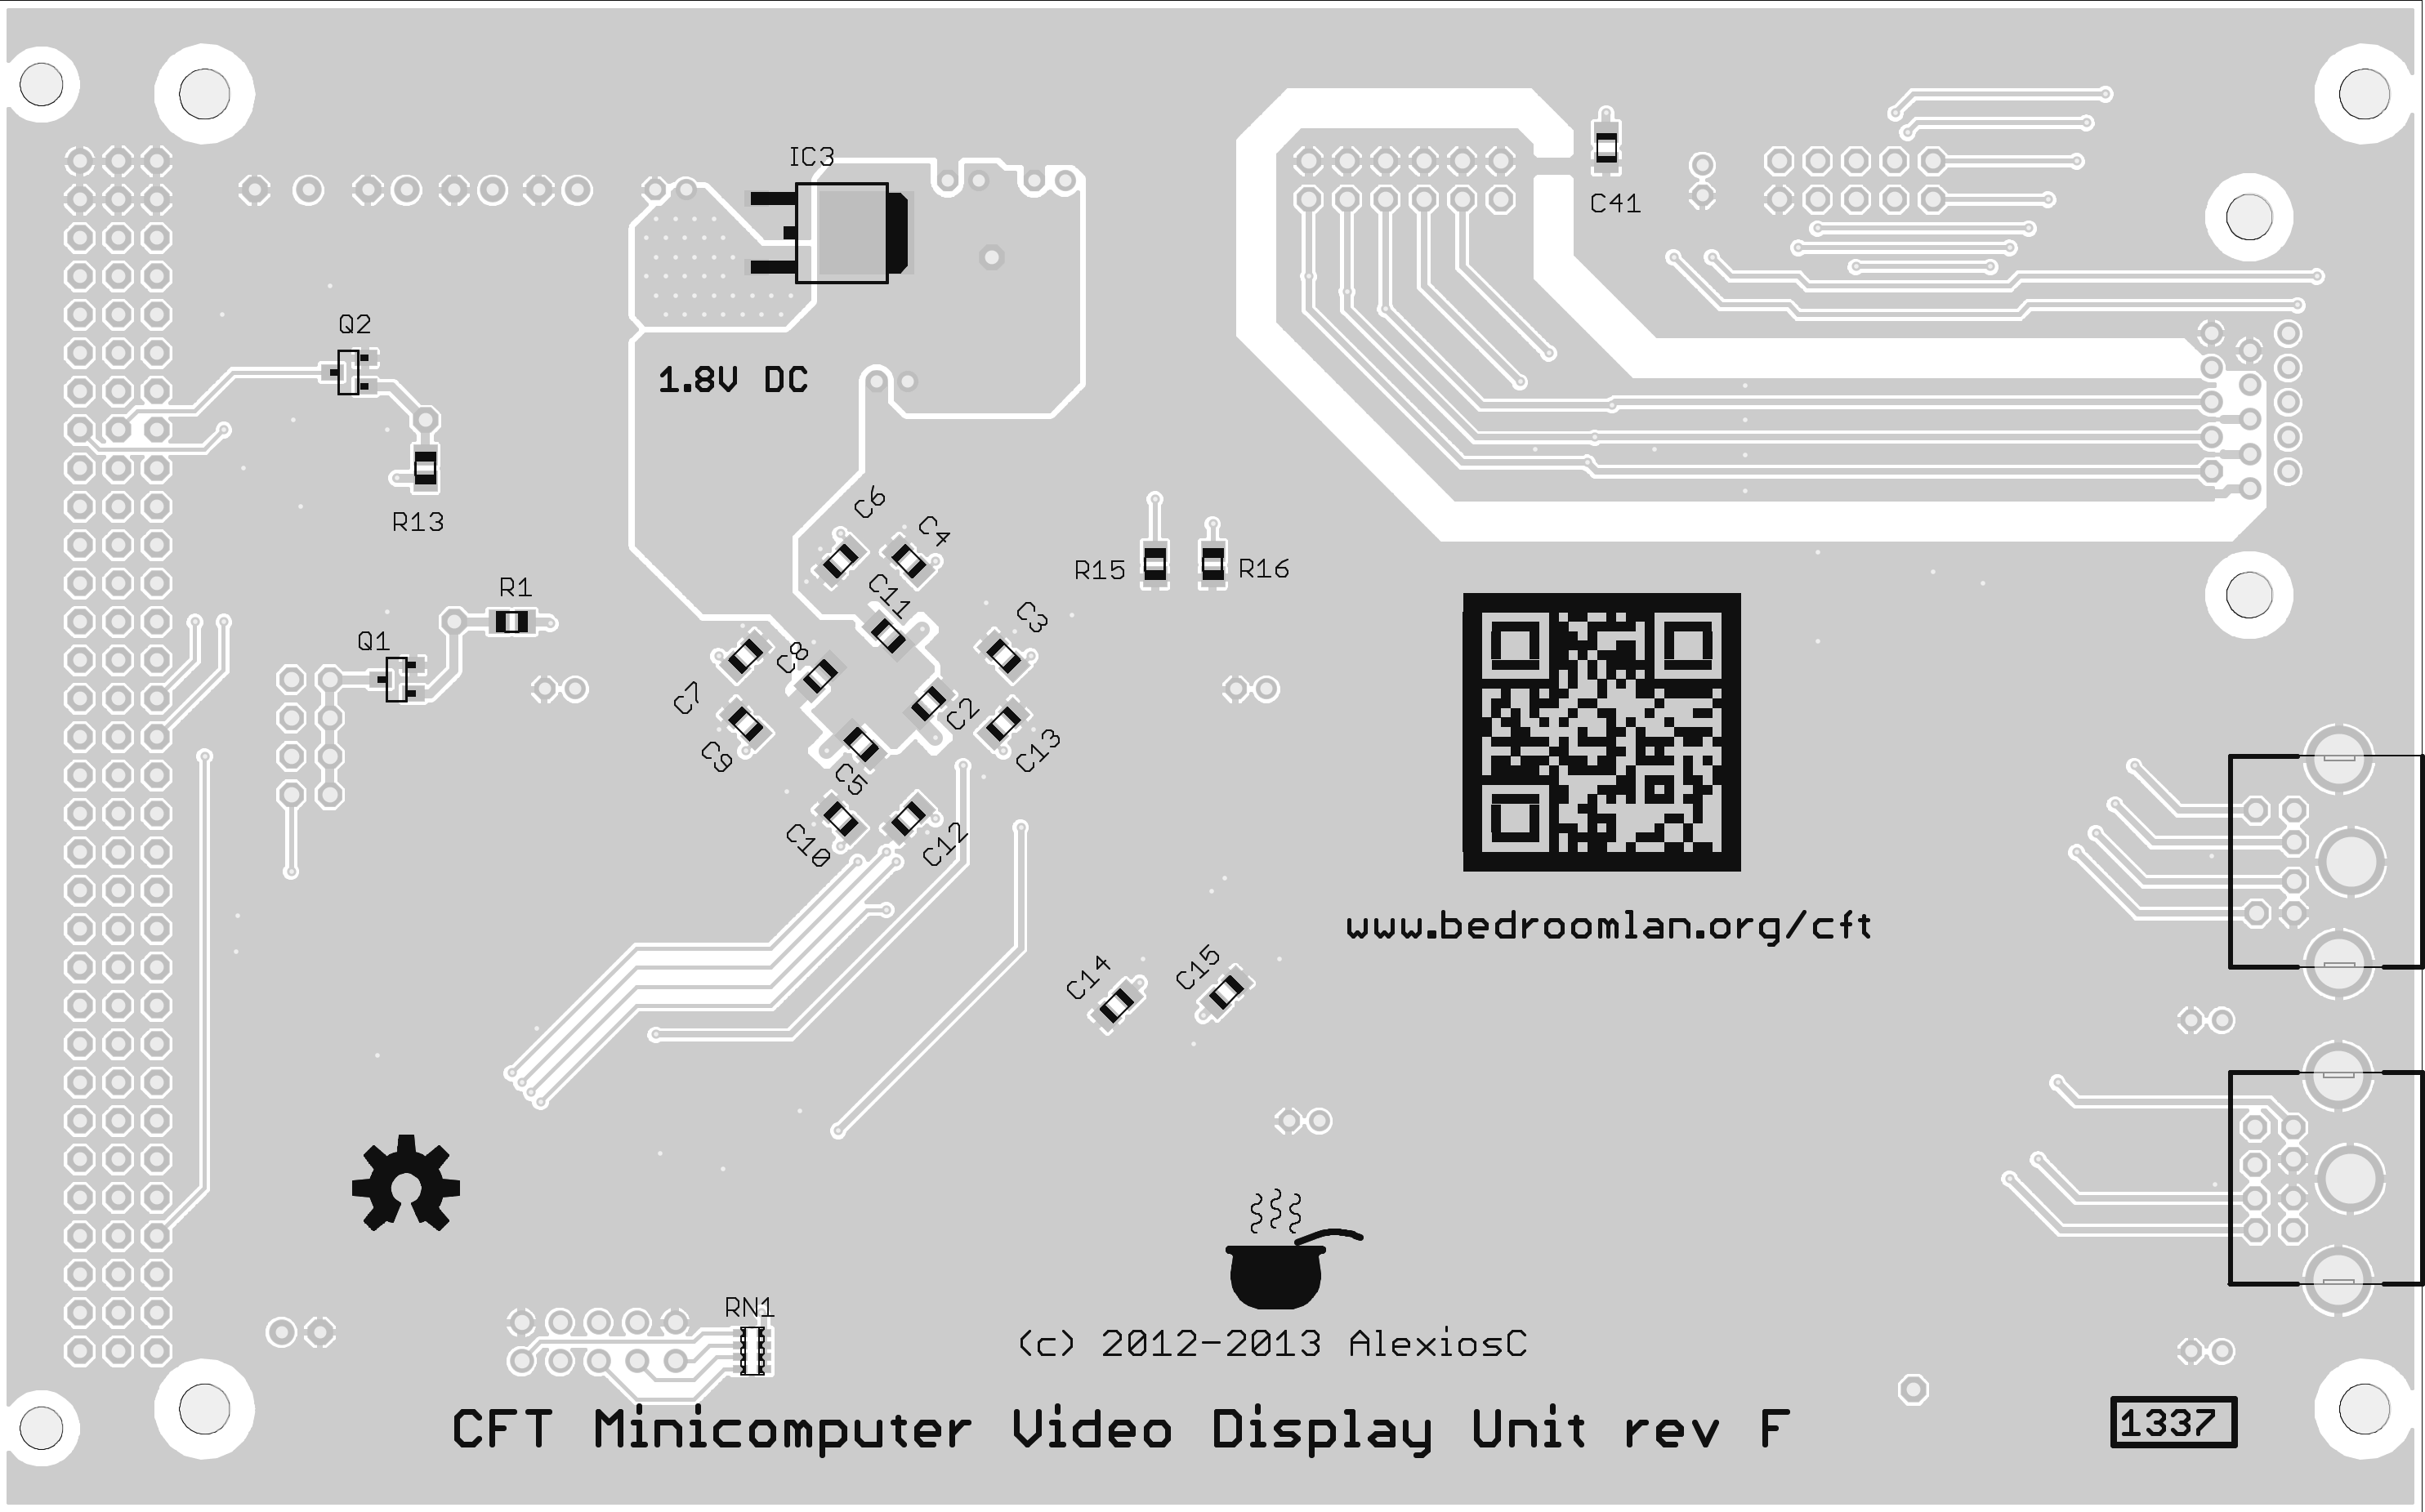 IC3
C41
Q2
1.8V DC
C6
C4
R13
R15
R16
R1
C11
C3
Q1
C8
C7
C2
C9
C13
C5
C10
C12
www.bedroomlan.org/cft
C14
C15
RN1
(c) 2012-2013 AlexiosC
CFT Minicomputer Video Display Unit rev F
1337